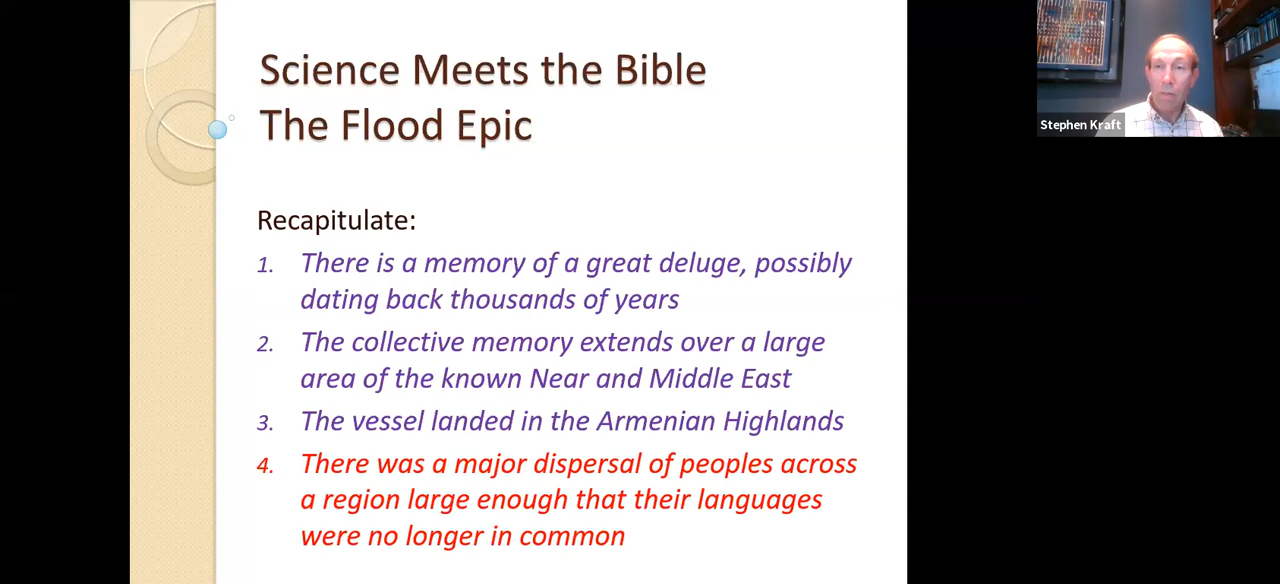 Science Meets the Bible
The Flood Epic
Stephen Kraft
Recapitulate:
1. There is a memory of a great deluge, possibly
dating back thousands of years
2. The collective memory extends over a large
area of the known Near and Middle East
3. The vessel landed in the Armenian Highlands
4. There was a major dispersal of peoples across
a region large enough that their languages
were no longer in common